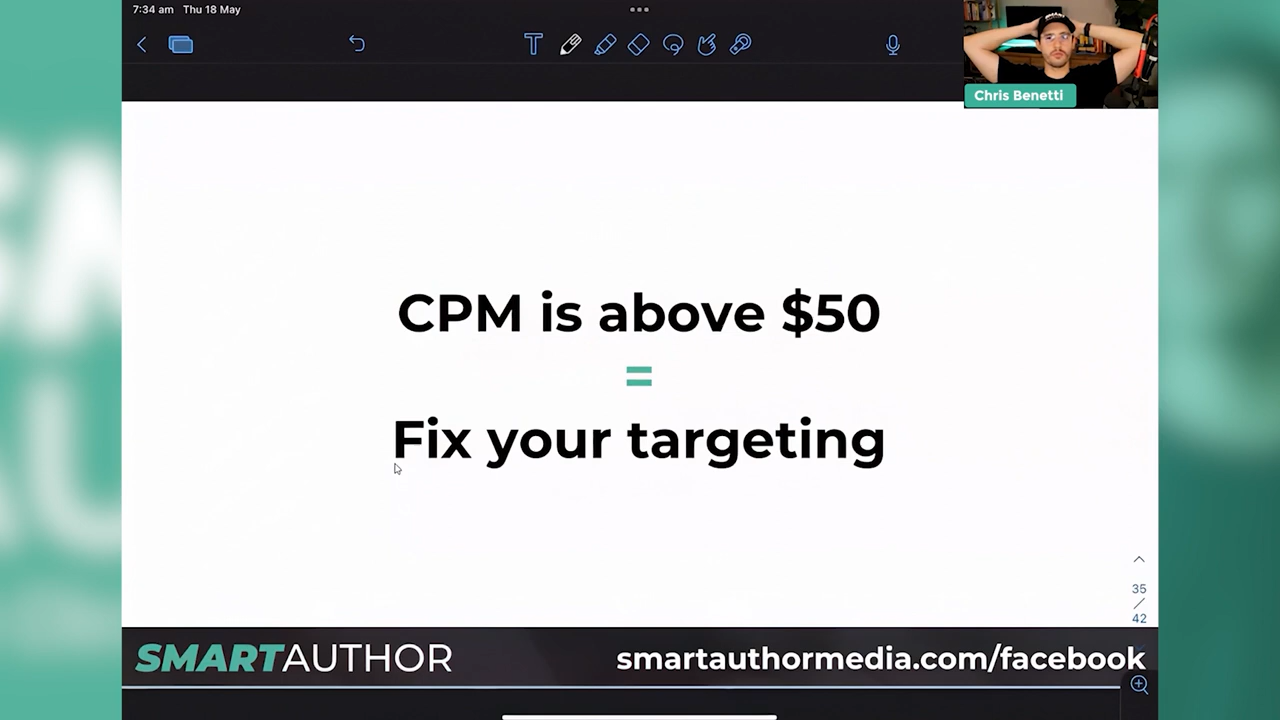 7:34 am Thu 18 May
Chris Benetti
CPM is above $50
=
Fix your targeting
35
/
42
SMARTAUTHOR
smartauthormedia.com/facebook